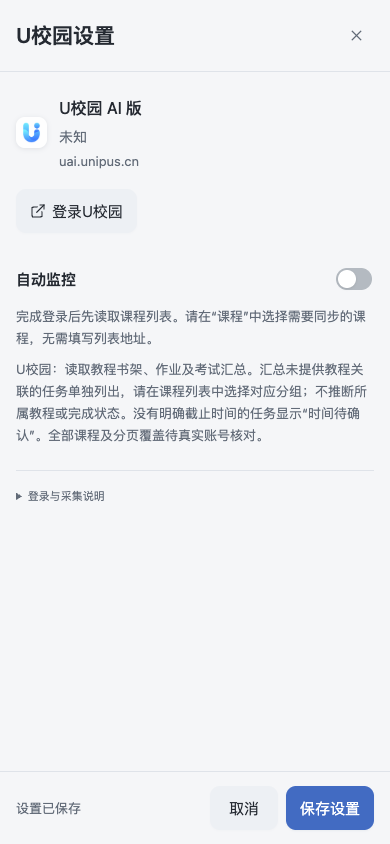 U校园设置
U校园 AI 版
未知
uai.unipus.cn
登录U校园
自动监控
完成登录后先读取课程列表。请在“课程”中选择需要同步的课
程，无需填写列表地址。
U校园：读取教程书架、作业及考试汇总。汇总未提供教程关
联的任务单独列出，请在课程列表中选择对应分组；不推断所
属教程或完成状态。没有明确截止时间的任务显示“时间待确
认”。全部课程及分页覆盖待真实账号核对。
登录与采集说明
设置已保存
取消
保存设置